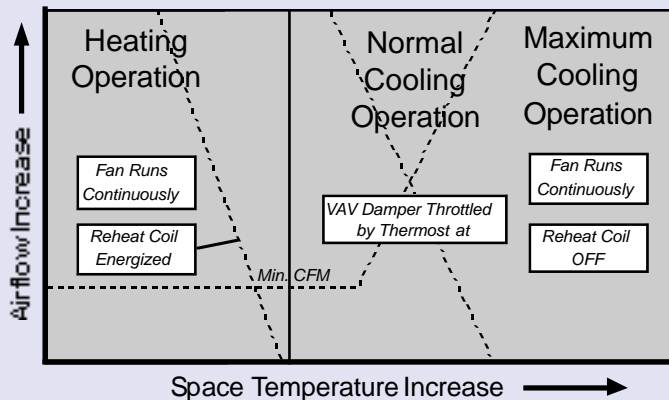 Heating
Operation
Normal
Cooling
Operation
Maximum
Cooling
Operation
Fan Runs
Continuously
Reheat Coil
Energized
Min. CFM
VAV Damper Throttled
by Thermost at
Fan Runs
Continuously
Reheat Coil
OFF
Airflow Increase
Space Temperature Increase